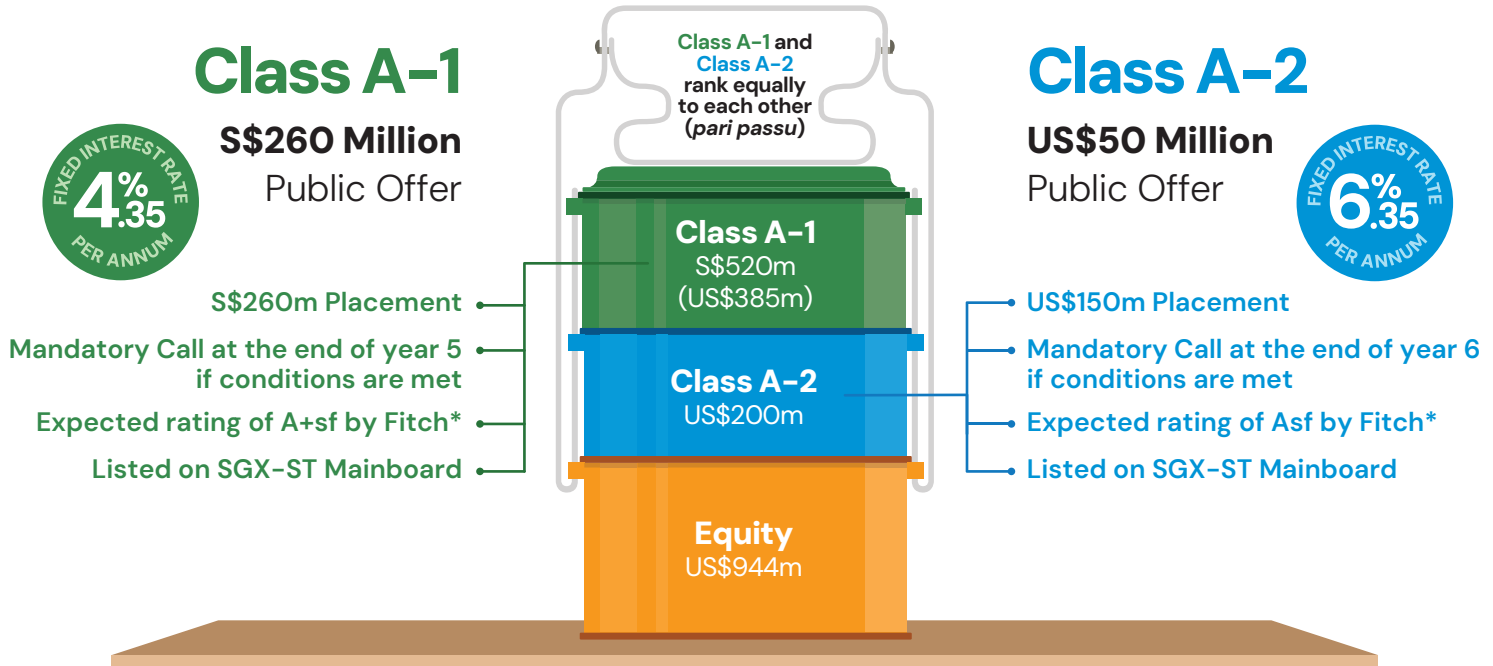 Class A-1
S$260 Million
Public Offer
FIXED INTEREST RATE
4.35%
PER ANNUM
S$260m Placement
Mandatory Call at the end of year 5
if conditions are met
Expected rating of A+sf by Fitch*
Listed on SGX-ST Mainboard
Class A-1 and
Class A-2
rank equally
to each other
(pari passu)
Class A-1
S$520m
(US$385m)
Class A-2
US$200m
Equity
US$944m
Class A-2
US$50 Million
Public Offer
FIXED INTEREST RATE
6.35%
PER ANNUM
US$150m Placement
Mandatory Call at the end of year 6
if conditions are met
Expected rating of Asf by Fitch*
Listed on SGX-ST Mainboard